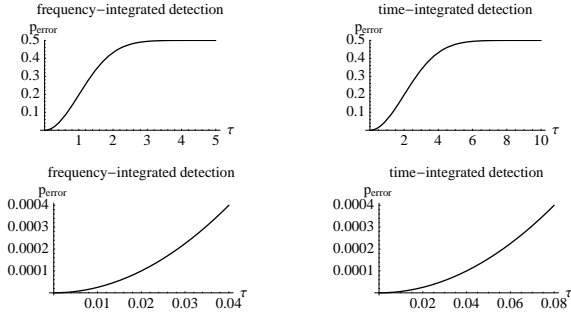 frequency−integrated detection
p_error
0.5
0.4
0.3
0.2
0.1
1 2 3 4 5 τ
time−integrated detection
p_error
0.5
0.4
0.3
0.2
0.1
2 4 6 8 10 τ
frequency−integrated detection
p_error
0.0004
0.0003
0.0002
0.0001
0.01 0.02 0.03 0.04 τ
time−integrated detection
p_error
0.0004
0.0003
0.0002
0.0001
0.02 0.04 0.06 0.08 τ